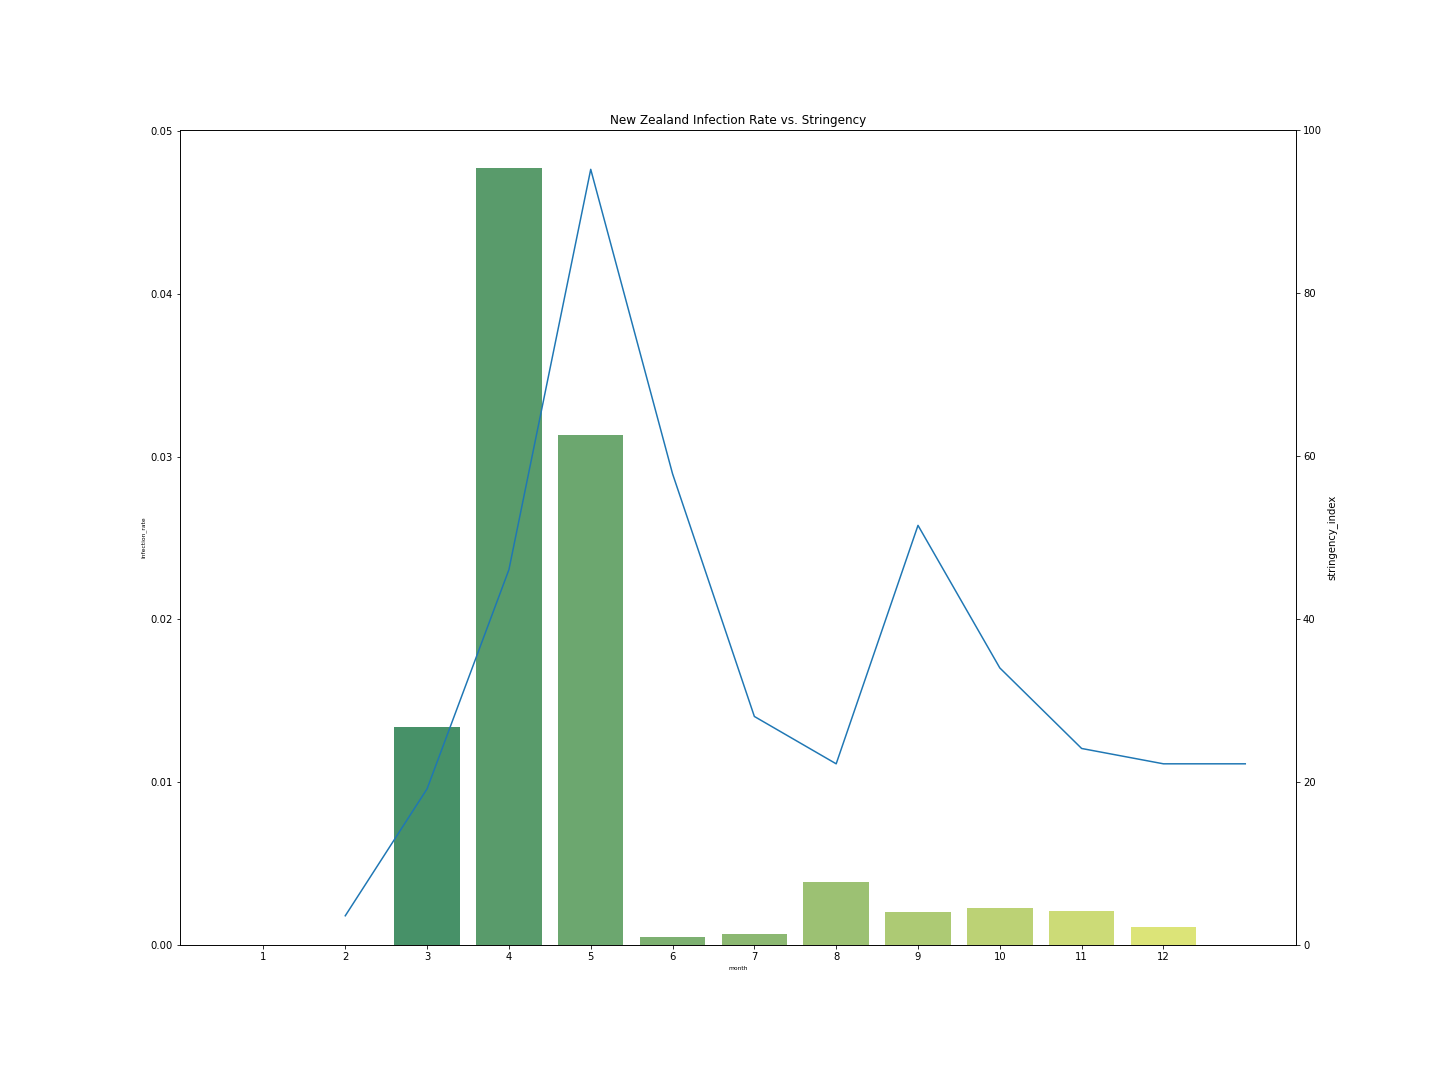 New Zealand Infection Rate vs. Stringency
0.05
0.04
0.03
0.02
0.01
0.00
Infection_rate
100
80
60
40
20
0
stringency_index
1 2 3 4 5 6 7 8 9 10 11 12
month